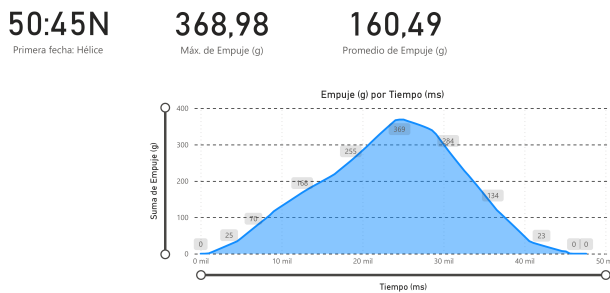 50:45N
368,98
160,49
Primera fecha: Hélice
Máx. de Empuje (g)
Promedio de Empuje (g)
Empuje (g) por Tiempo (ms)
Suma de Empuje (g)
400
300
200
100
0
0
25
70
168
255
369
284
134
23
0
0
0 mil
10 mil
20 mil
30 mil
40 mil
50 m
Tiempo (ms)